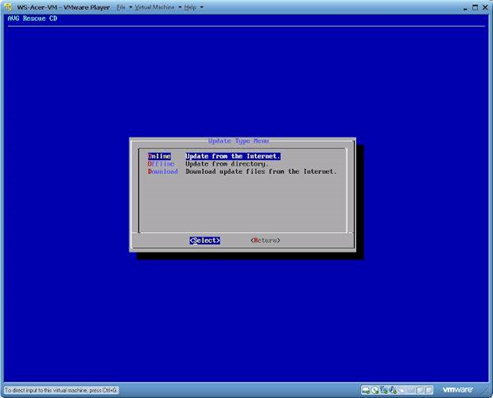 WS-Acer-VM - VMware Player File Virtual Machine Help
AVG Rescue CD
Update Type Menu
Online Update from the Internet.
Offline Update from directory.
Download Download update files from the Internet.
<Select> <Return>
To direct input to this virtual machine, press Ctrl+G. vmware